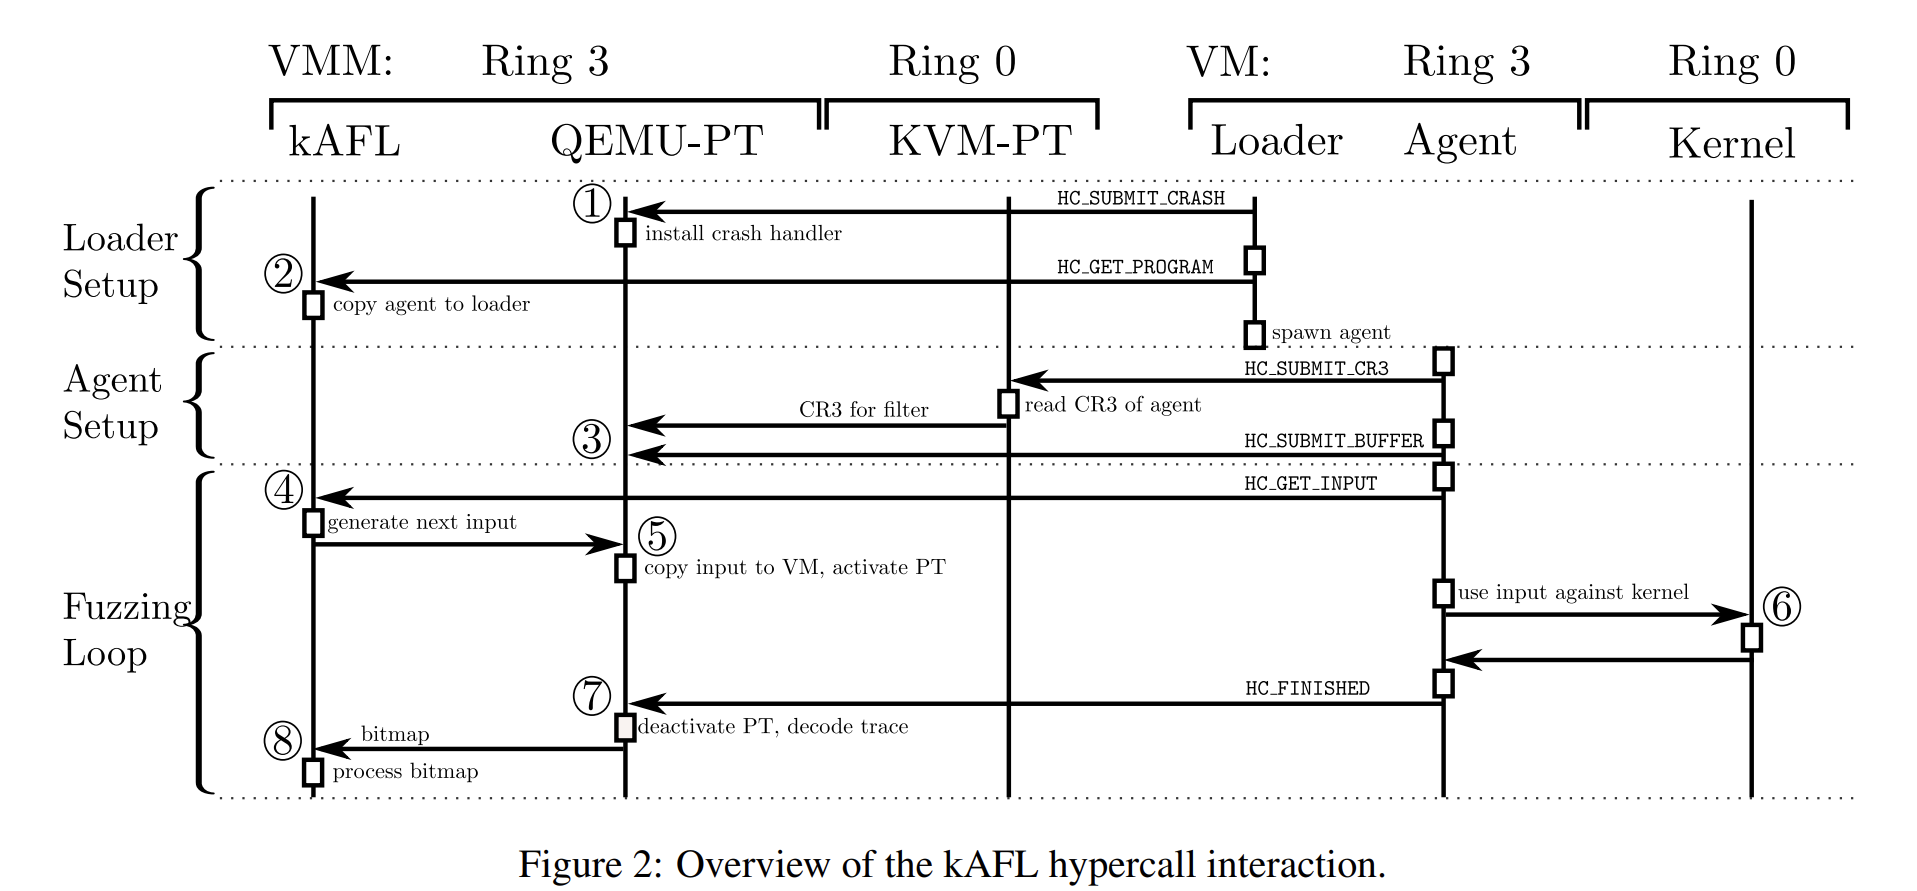 VMM: Ring 3 Ring 0 VM: Ring 3 Ring 0
kAFL QEMU-PT KVM-PT Loader Agent Kernel
Loader
Setup
① HC_SUBMIT_CRASH
install crash handler
② HC_GET_PROGRAM
copy agent to loader
spawn agent
Agent
Setup
HC_SUBMIT_CR3
read CR3 of agent
CR3 for filter
③ HC_SUBMIT_BUFFER
Fuzzing
Loop
④ HC_GET_INPUT
generate next input
⑤
copy input to VM, activate PT
use input against kernel
⑥
⑦ HC_FINISHED
deactivate PT, decode trace
⑧ bitmap
process bitmap
Figure 2: Overview of the kAFL hypercall interaction.